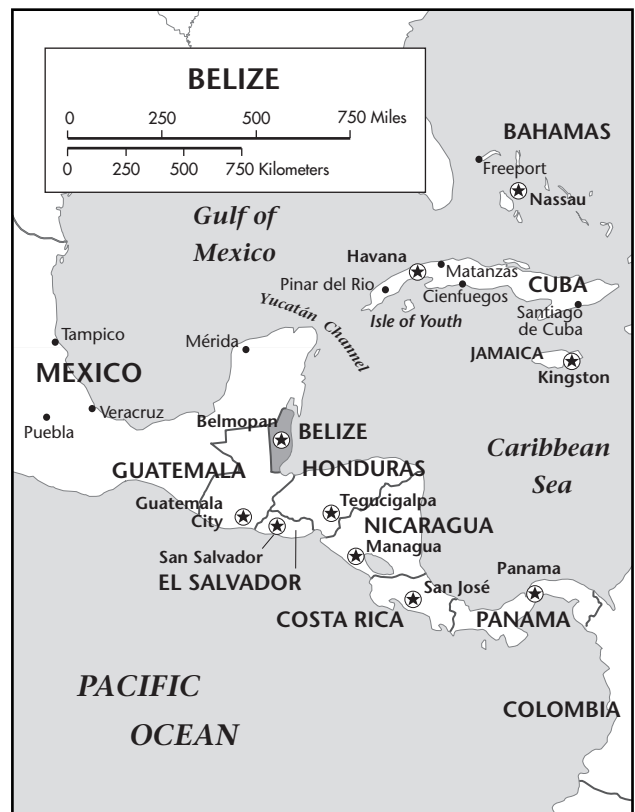 BELIZE
0 250 500 750 Miles
0 250 500 750 Kilometers
BAHAMAS
Freeport
Nassau
Gulf of
Mexico
Havana
Matanzas
Pinar del Rio
Cienfuegos
CUBA
Santiago
de Cuba
Isle of Youth
Yucatán Channel
Tampico
Mérida
JAMAICA
Kingston
MEXICO
Veracruz
Puebla
Belmopan
BELIZE
Caribbean
Sea
GUATEMALA
HONDURAS
Guatemala
City
Tegucigalpa
NICARAGUA
Managua
San Salvador
EL SALVADOR
Panama
San José
COSTA RICA
PANAMA
PACIFIC
OCEAN
COLOMBIA